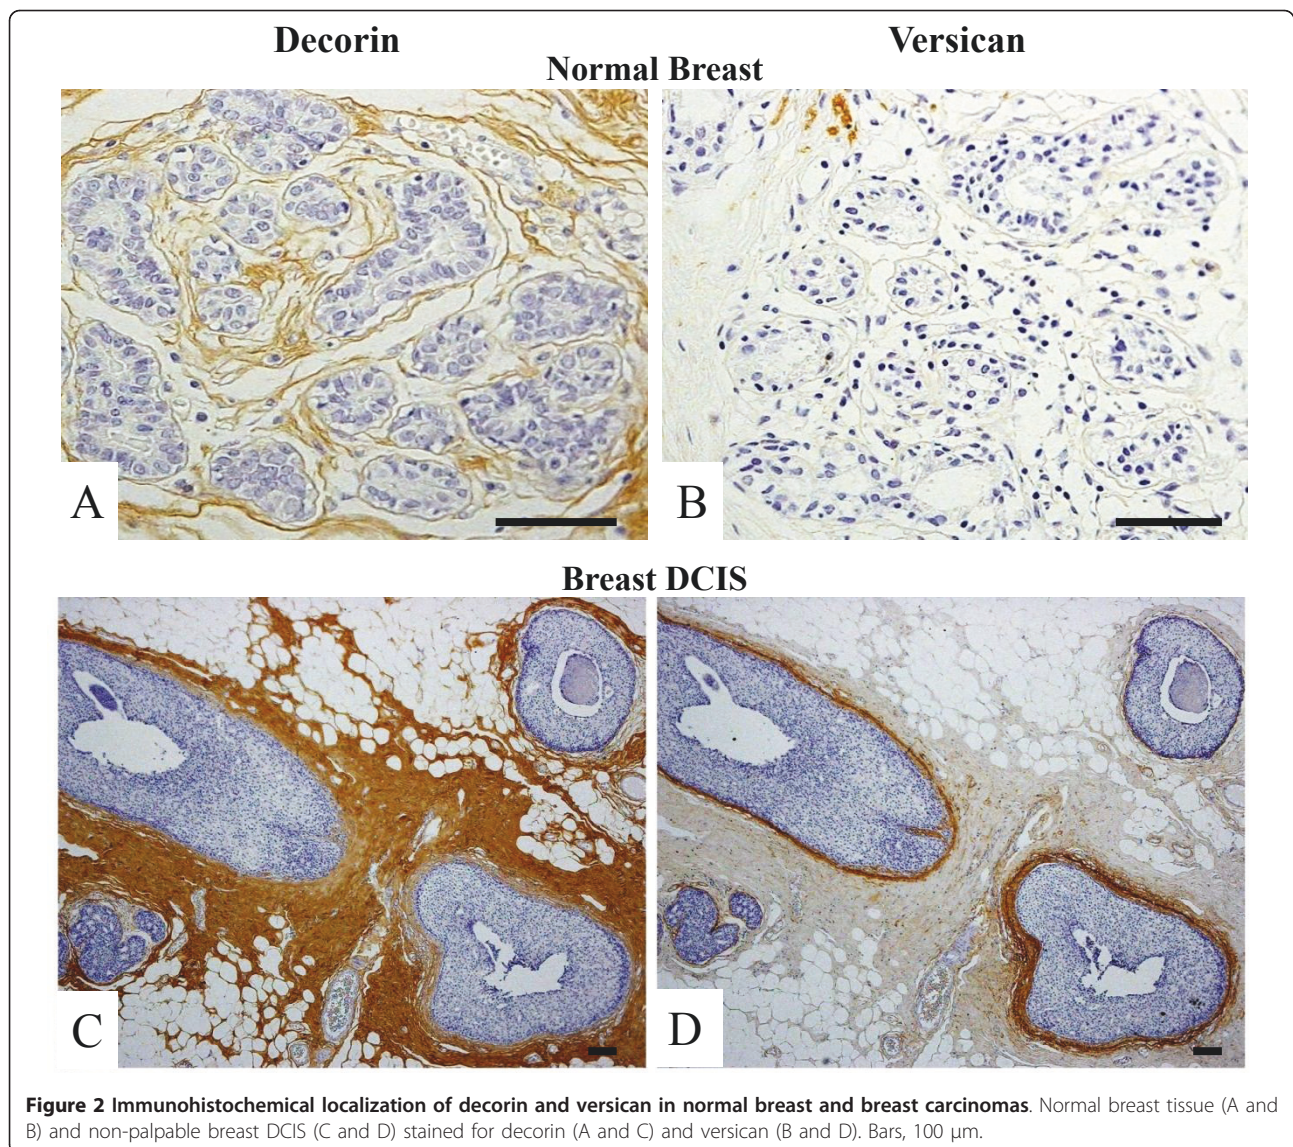 Decorin
Versican
Normal Breast
A
B
Breast DCIS
C
D
Figure 2 Immunohistochemical localization of decorin and versican in normal breast and breast carcinomas. Normal breast tissue (A and
B) and non-palpable breast DCIS (C and D) stained for decorin (A and C) and versican (B and D). Bars, 100 μm.